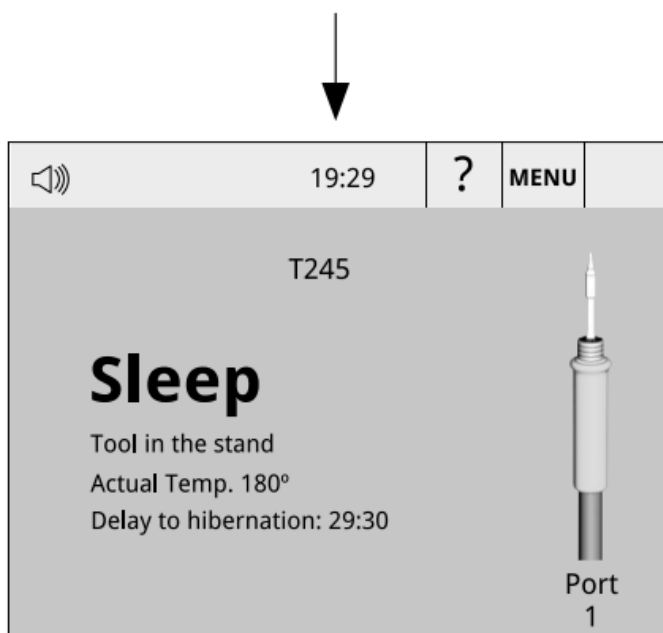 19:29 ? MENU
T245
Sleep
Tool in the stand
Actual Temp. 180º
Delay to hibernation: 29:30
Port
1